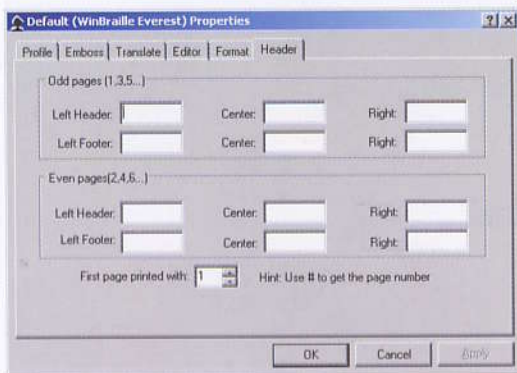 Default (WinBraille Everest) Properties ? X
Profile Emboss Translate Editor Format Header
Odd pages (1,3,5...)
Left Header: Center: Right:
Left Footer: Center: Right:
Even pages(2,4,6...)
Left Header: Center: Right:
Left Footer: Center: Right:
First page printed with: 1 Hint: Use # to get the page number
OK Cancel Apply